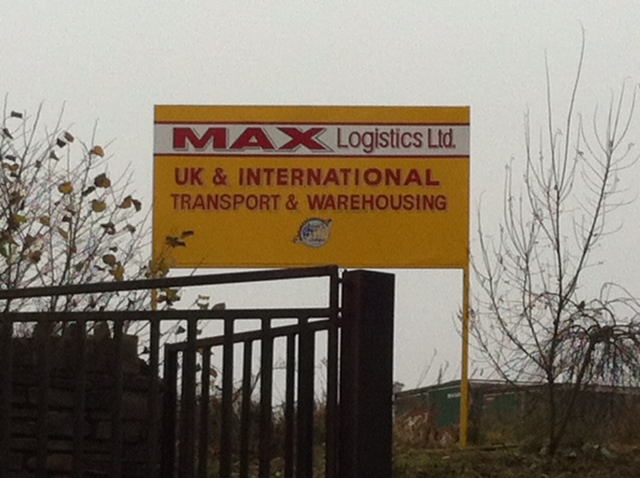 MAX Logistics Ltd.
UK & INTERNATIONAL
TRANSPORT & WAREHOUSING